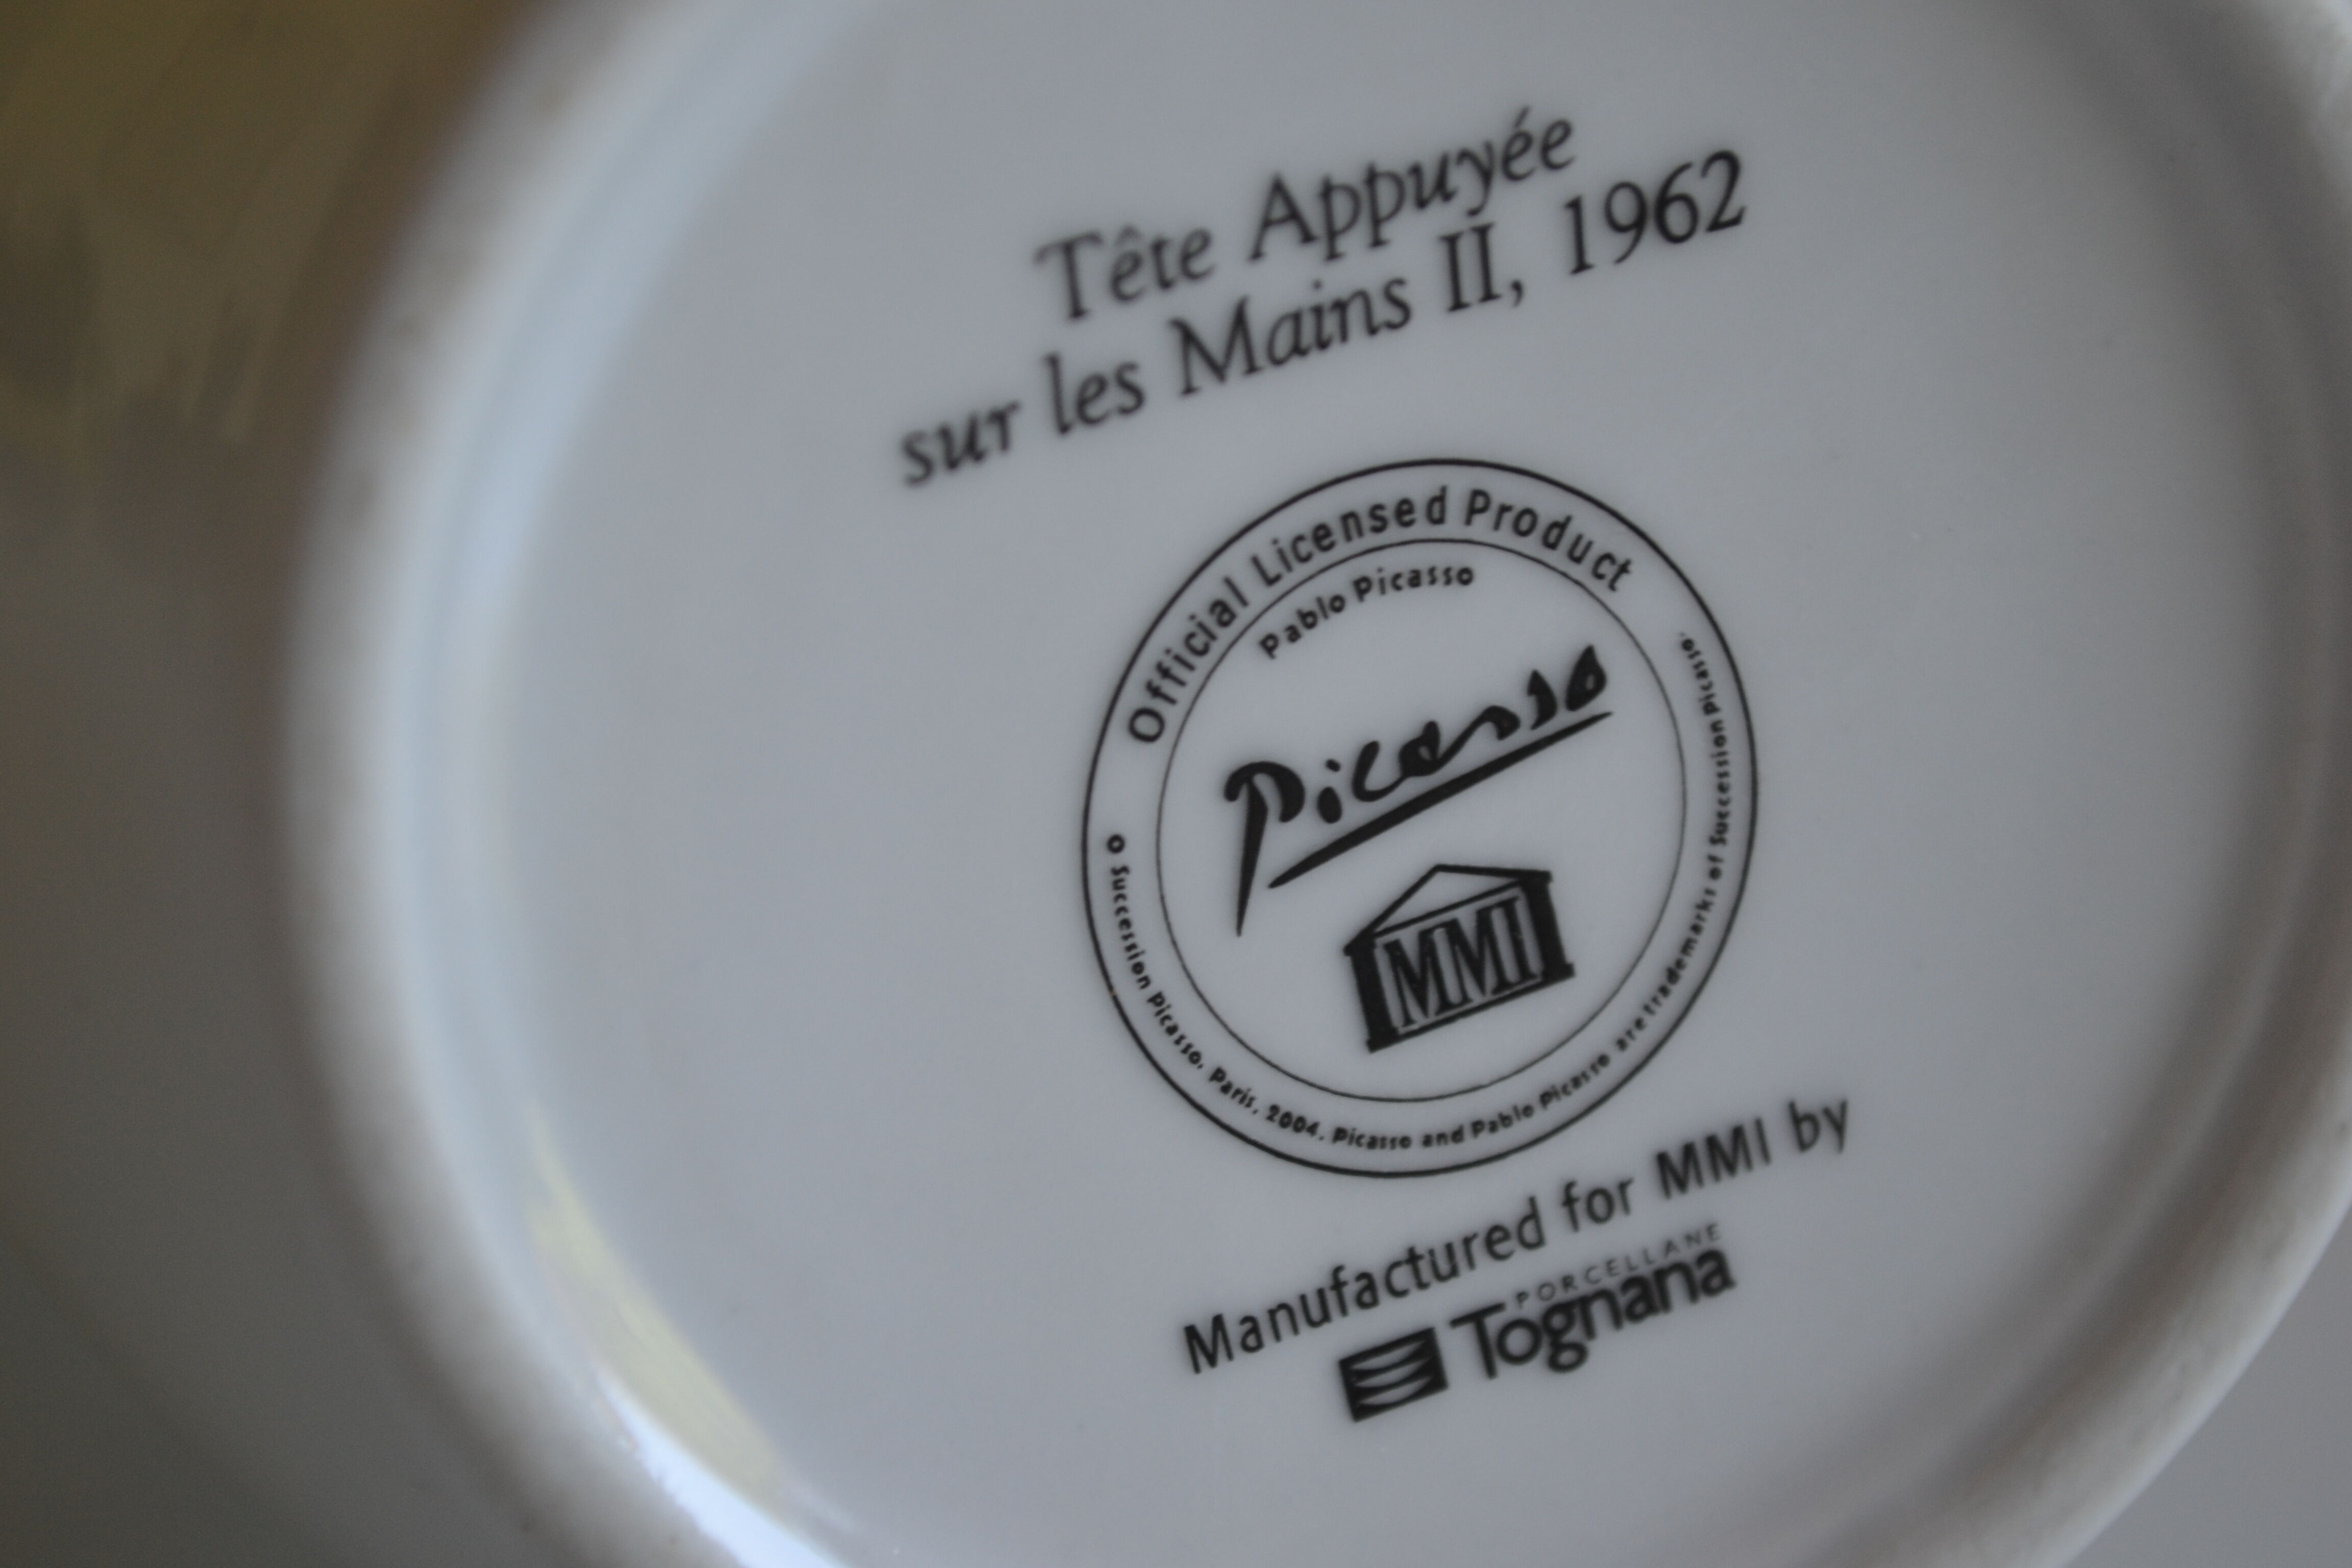 Tête Appuyée
sur les Mains II, 1962
Official Licensed Product
Pablo Picasso
Picasso
MMI
© Succession Picasso, Paris, 2004. Picasso and Pablo Picasso are trademarks of Succession Picasso.
Manufactured for MMI by
PORCELLANE
Tognana